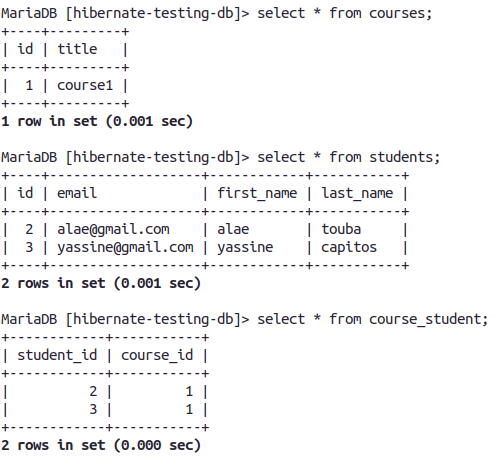 MariaDB [hibernate-testing-db]> select * from courses;
+----+---------+
| id | title   |
+----+---------+
|  1 | course1 |
+----+---------+
1 row in set (0.001 sec)

MariaDB [hibernate-testing-db]> select * from students;
+----+-------------------+------------+-----------+
| id | email             | first_name | last_name |
+----+-------------------+------------+-----------+
|  2 | alae@gmail.com    | alae       | touba     |
|  3 | yassine@gmail.com | yassine    | capitos   |
+----+-------------------+------------+-----------+
2 rows in set (0.001 sec)

MariaDB [hibernate-testing-db]> select * from course_student;
+------------+-----------+
| student_id | course_id |
+------------+-----------+
|          2 |         1 |
|          3 |         1 |
+------------+-----------+
2 rows in set (0.000 sec)